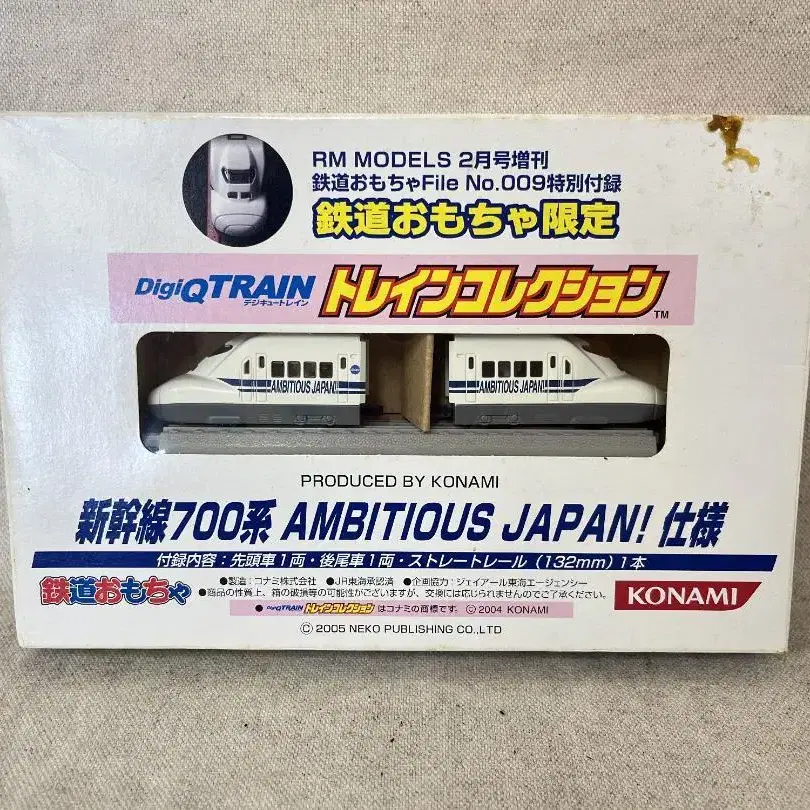 RM MODELS 2月号増刊
鉄道おもちゃFile No.009特別付録
鉄道おもちゃ限定
DigiQTRAIN
デジキュートレイン
トレインコレクション™
AMBITIOUS JAPAN! AMBITIOUS JAPAN!
PRODUCED BY KONAMI
新幹線700系 AMBITIOUS JAPAN! 仕様
付録内容:先頭車1両・後尾車1両・ストレートレール(132mm)1本
鉄道おもちゃ
●製造:コナミ株式会社 ●JR東海承認済 ●企画協力:ジェイアール東海エージェンシー
●商品の性質上、箱の破損等の可能性がございますが、交換には応じられませんのでご了承ください。
● DigiQTRAIN トレインコレクション はコナミの商標です。 © 2004 KONAMI
KONAMI
© 2005 NEKO PUBLISHING CO.,LTD